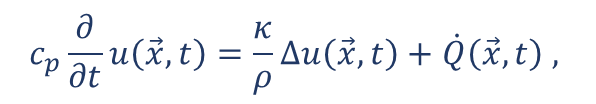 c_p ∂/∂t u(x⃗, t) = κ/ρ Δu(x⃗, t) + Q̇(x⃗, t) ,